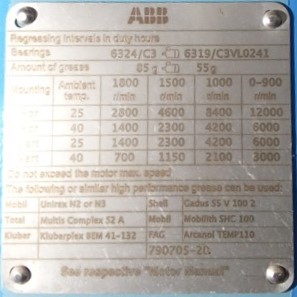 ABB
Regreasing intervals in duty hours
Bearings 6324/C3 6319/C3VL0241
Amount of grease 85g 55g
Mounting Ambient temp. 1800 r/min 1500 r/min 1000 r/min 0-900 r/min
25 2800 4600 8400 12000
40 1400 2300 4200 6000
25 1400 2300 4200 6000
40 700 1150 2100 3000
Do not exceed the motor max. speed
The following or similar high performance grease can be used:
Mobil Unirex N2 or N3 Shell Gadus S5 V 100 2
Total Multis Complex S2 A Mobil Mobilith SHC 100
Kluber Kluberplex BEM 41-132 FAG Arcanol TEMP110
See respective "Motor Manual"